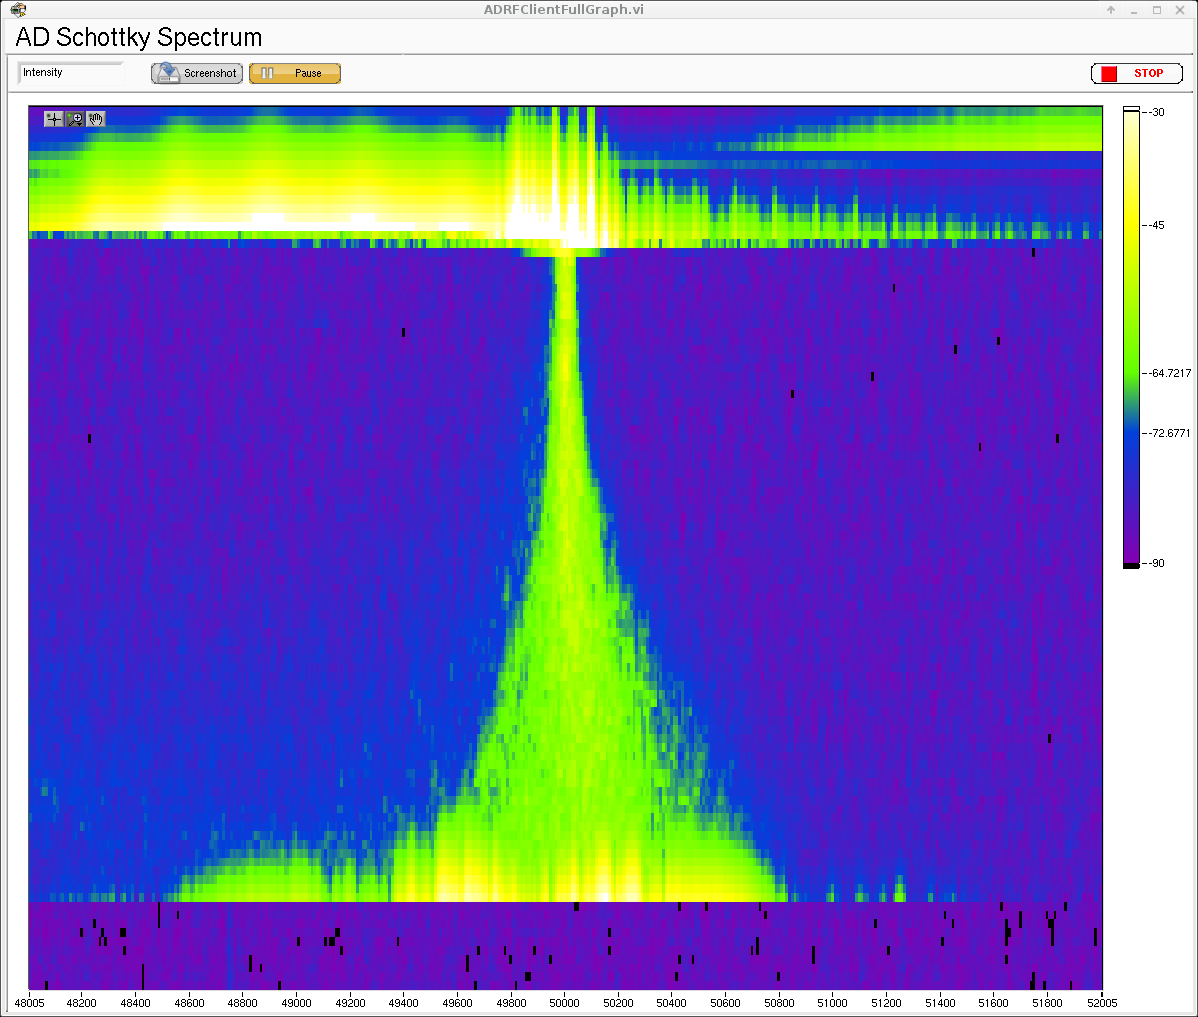 ADRFClientFullGraph.vi
AD Schottky Spectrum
Intensity
Screenshot
Pause
STOP
--30
--45
--64.7217
--72.6771
--90
48005 48200 48400 48600 48800 49000 49200 49400 49600 49800 50000 50200 50400 50600 50800 51000 51200 51400 51600 51800 52005